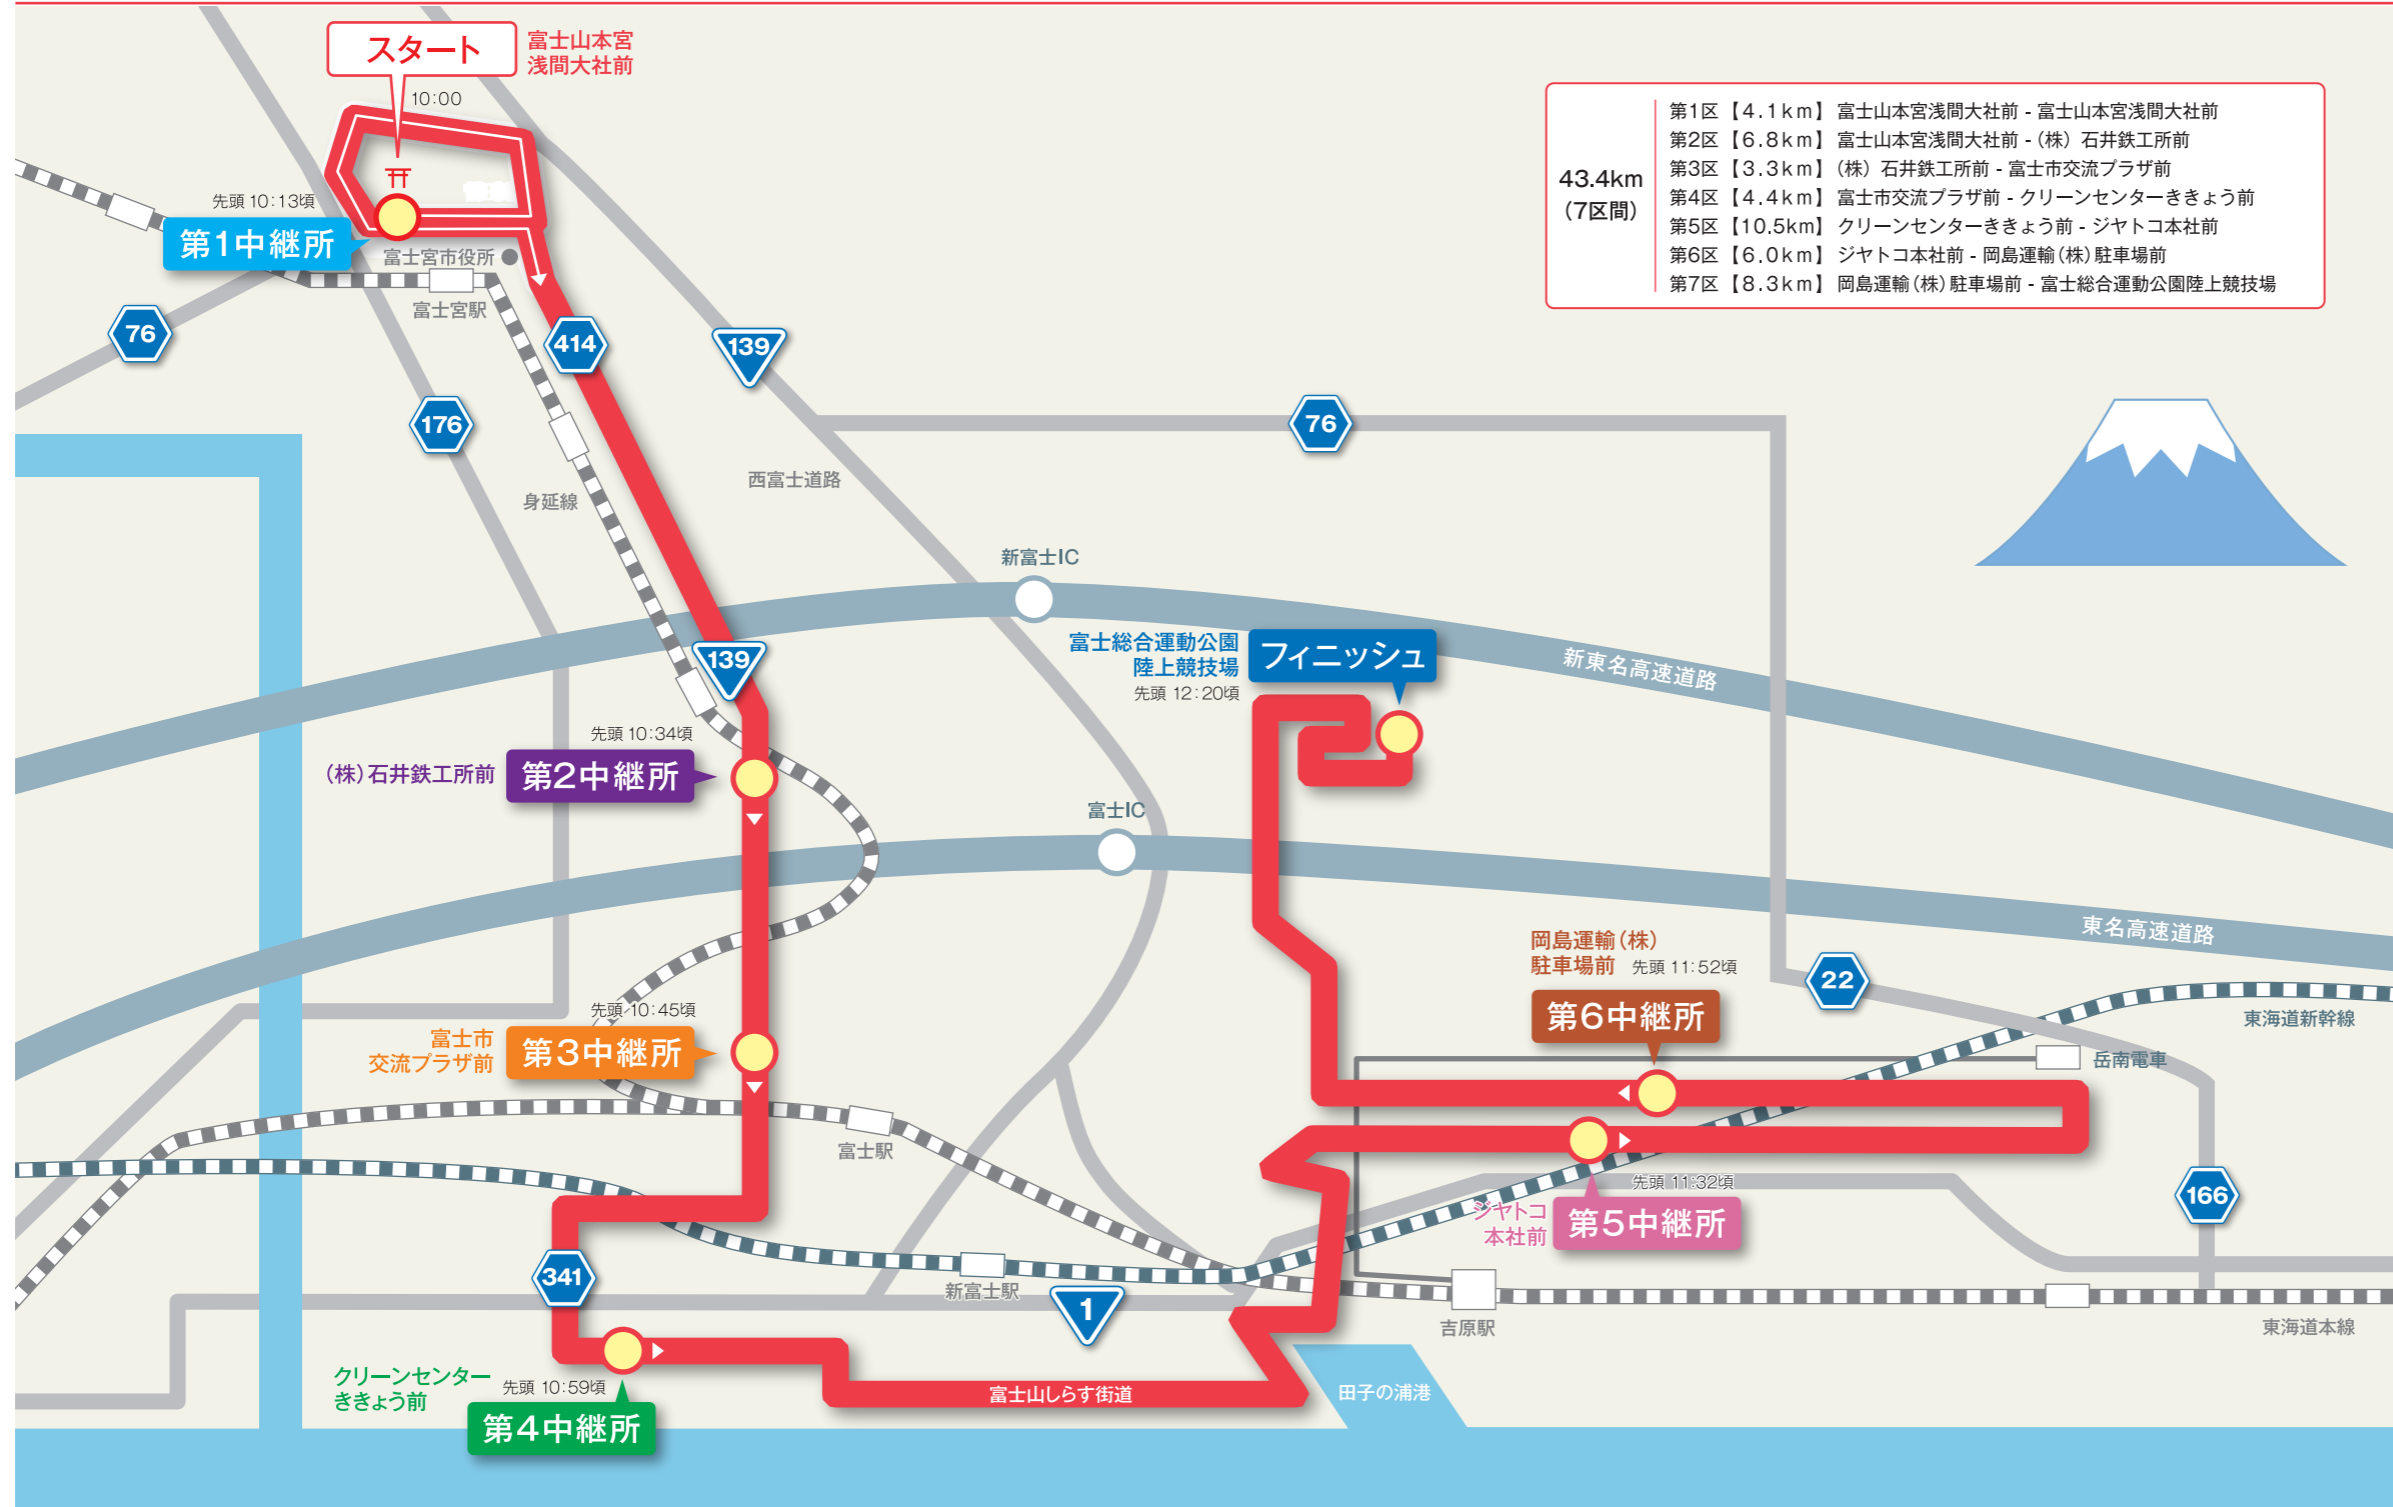 スタート
富士山本宮
浅間大社前
10:00
43.4km
(7区間)
第1区【4.1km】富士山本宮浅間大社前 - 富士山本宮浅間大社前
第2区【6.8km】富士山本宮浅間大社前 - (株) 石井鉄工所前
第3区【3.3km】(株) 石井鉄工所前 - 富士市交流プラザ前
第4区【4.4km】富士市交流プラザ前 - クリーンセンターききょう前
第5区【10.5km】クリーンセンターききょう前 - ジヤトコ本社前
第6区【6.0km】ジヤトコ本社前 - 岡島運輸(株)駐車場前
第7区【8.3km】岡島運輸(株)駐車場前 - 富士総合運動公園陸上競技場
先頭 10:13頃
第1中継所
富士宮市役所
富士宮駅
76
414
139
176
76
西富士道路
身延線
新富士IC
富士総合運動公園
陸上競技場
フィニッシュ
先頭 12:20頃
新東名高速道路
139
先頭 10:34頃
(株)石井鉄工所前
第2中継所
富士IC
東名高速道路
岡島運輸(株)
駐車場前
先頭 11:52頃
22
第6中継所
東海道新幹線
岳南電車
先頭 10:45頃
富士市
交流プラザ前
第3中継所
富士駅
先頭 11:32頃
ジヤトコ
本社前
第5中継所
166
341
新富士駅
1
吉原駅
東海道本線
クリーンセンター
ききょう前
先頭 10:59頃
第4中継所
富士山しらす街道
田子の浦港